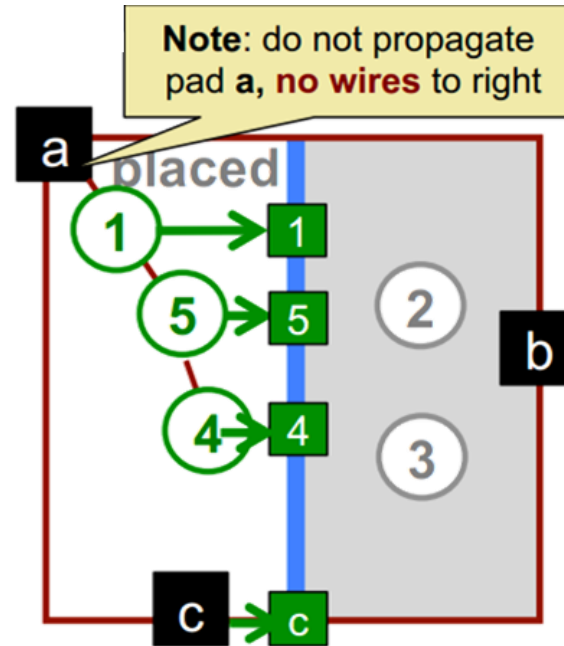 Note: do not propagate
pad a, no wires to right
a
placed
1
1
5
5
2
b
4
4
3
c
c